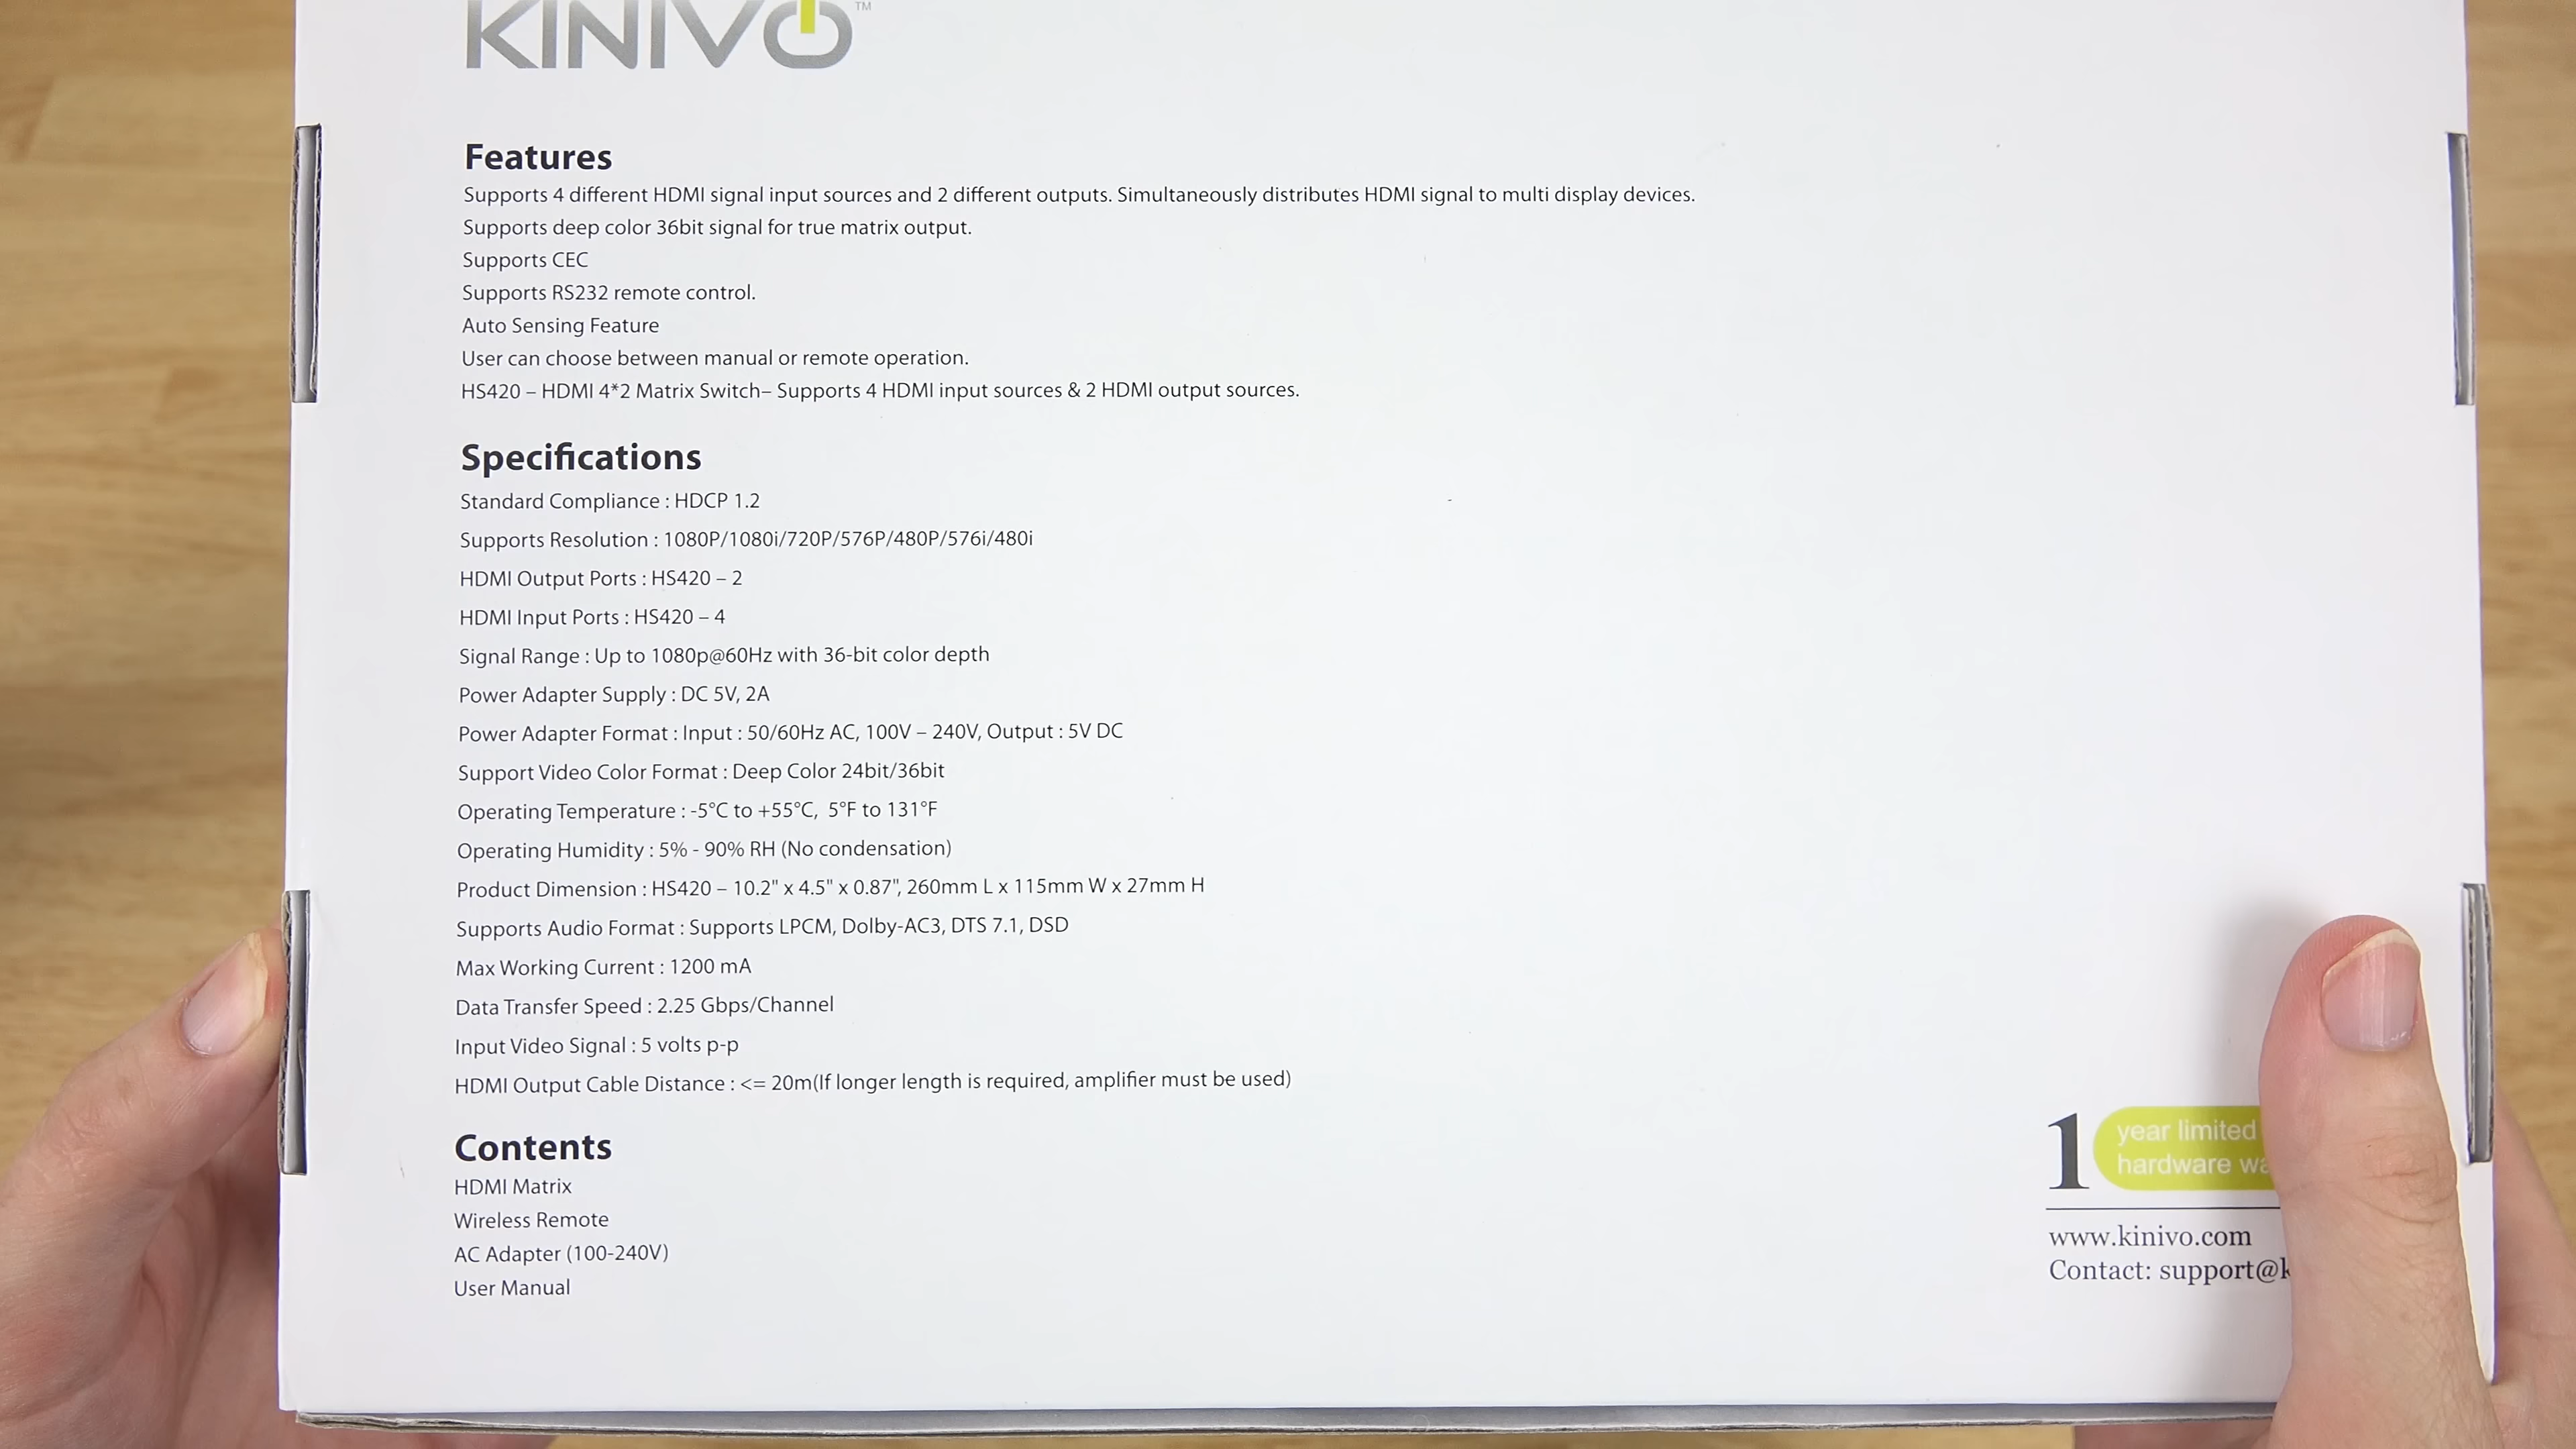 KINIVO™
Features
Supports 4 different HDMI signal input sources and 2 different outputs. Simultaneously distributes HDMI signal to multi display devices.
Supports deep color 36bit signal for true matrix output.
Supports CEC
Supports RS232 remote control.
Auto Sensing Feature
User can choose between manual or remote operation.
HS420 – HDMI 4*2 Matrix Switch– Supports 4 HDMI input sources & 2 HDMI output sources.
Specifications
Standard Compliance : HDCP 1.2
Supports Resolution : 1080P/1080i/720P/576P/480P/576i/480i
HDMI Output Ports : HS420 – 2
HDMI Input Ports : HS420 – 4
Signal Range : Up to 1080p@60Hz with 36-bit color depth
Power Adapter Supply : DC 5V, 2A
Power Adapter Format : Input : 50/60Hz AC, 100V – 240V, Output : 5V DC
Support Video Color Format : Deep Color 24bit/36bit
Operating Temperature : -5°C to +55°C, 5°F to 131°F
Operating Humidity : 5% - 90% RH (No condensation)
Product Dimension : HS420 – 10.2" x 4.5" x 0.87", 260mm L x 115mm W x 27mm H
Supports Audio Format : Supports LPCM, Dolby-AC3, DTS 7.1, DSD
Max Working Current : 1200 mA
Data Transfer Speed : 2.25 Gbps/Channel
Input Video Signal : 5 volts p-p
HDMI Output Cable Distance : <= 20m(If longer length is required, amplifier must be used)
Contents
HDMI Matrix
Wireless Remote
AC Adapter (100-240V)
User Manual
1 year limited
hardware
www.kinivo.com
Contact: support@